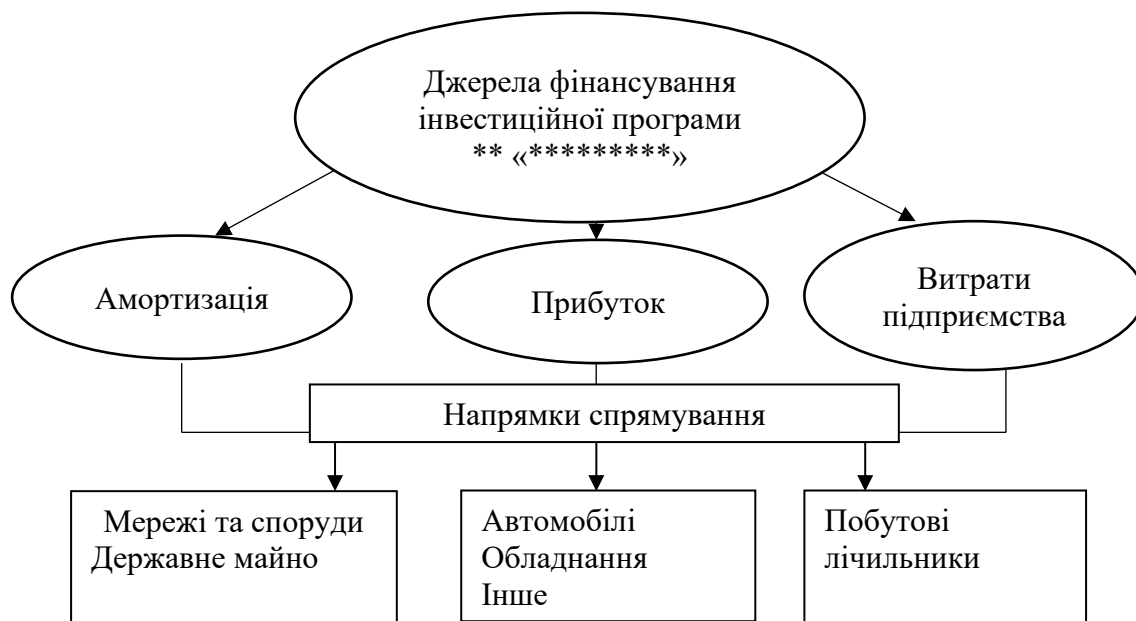 Джерела фінансування
інвестиційної програми
** «*********»
Амортизація
Прибуток
Витрати
підприємства
Напрямки спрямування
Мережі та споруди
Державне майно
Автомобілі
Обладнання
Інше
Побутові
лічильники